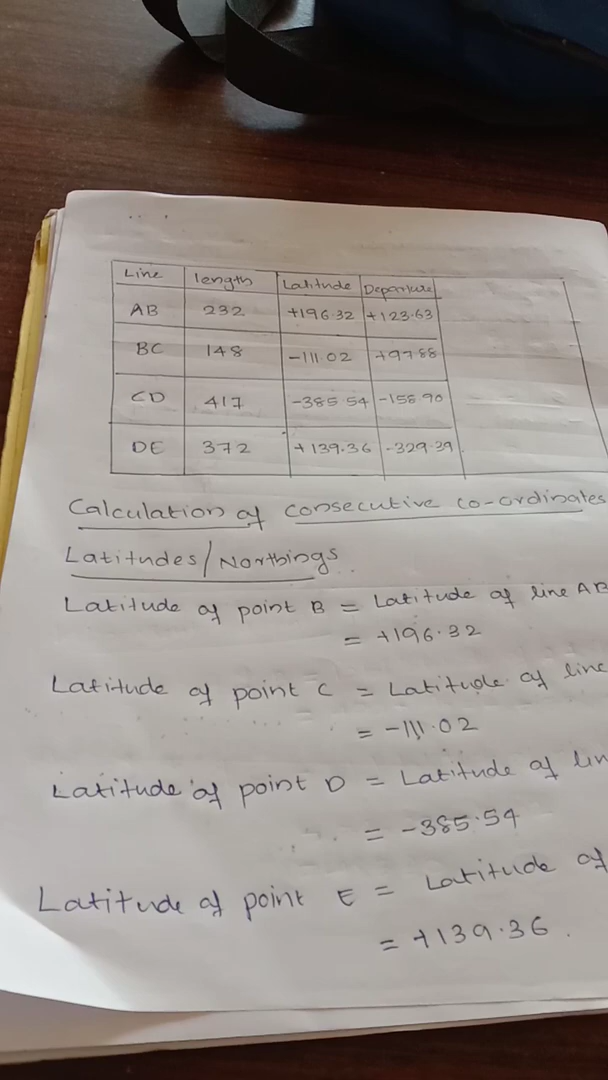 Line length Latitude Departure
AB 232 +196.32 +123.63
BC 148 -111.02 +97.88
CD 417 -385.54 -158.90
DE 372 +139.36 -329.39
Calculation of consecutive co-ordinates
Latitudes/Northings
Latitude of point B = Latitude of line AB
= +196.32
Latitude of point C = Latitude of line
= -111.02
Latitude of point D = Latitude of
= -385.54
Latitude of point E = Latitude of
= +139.36.